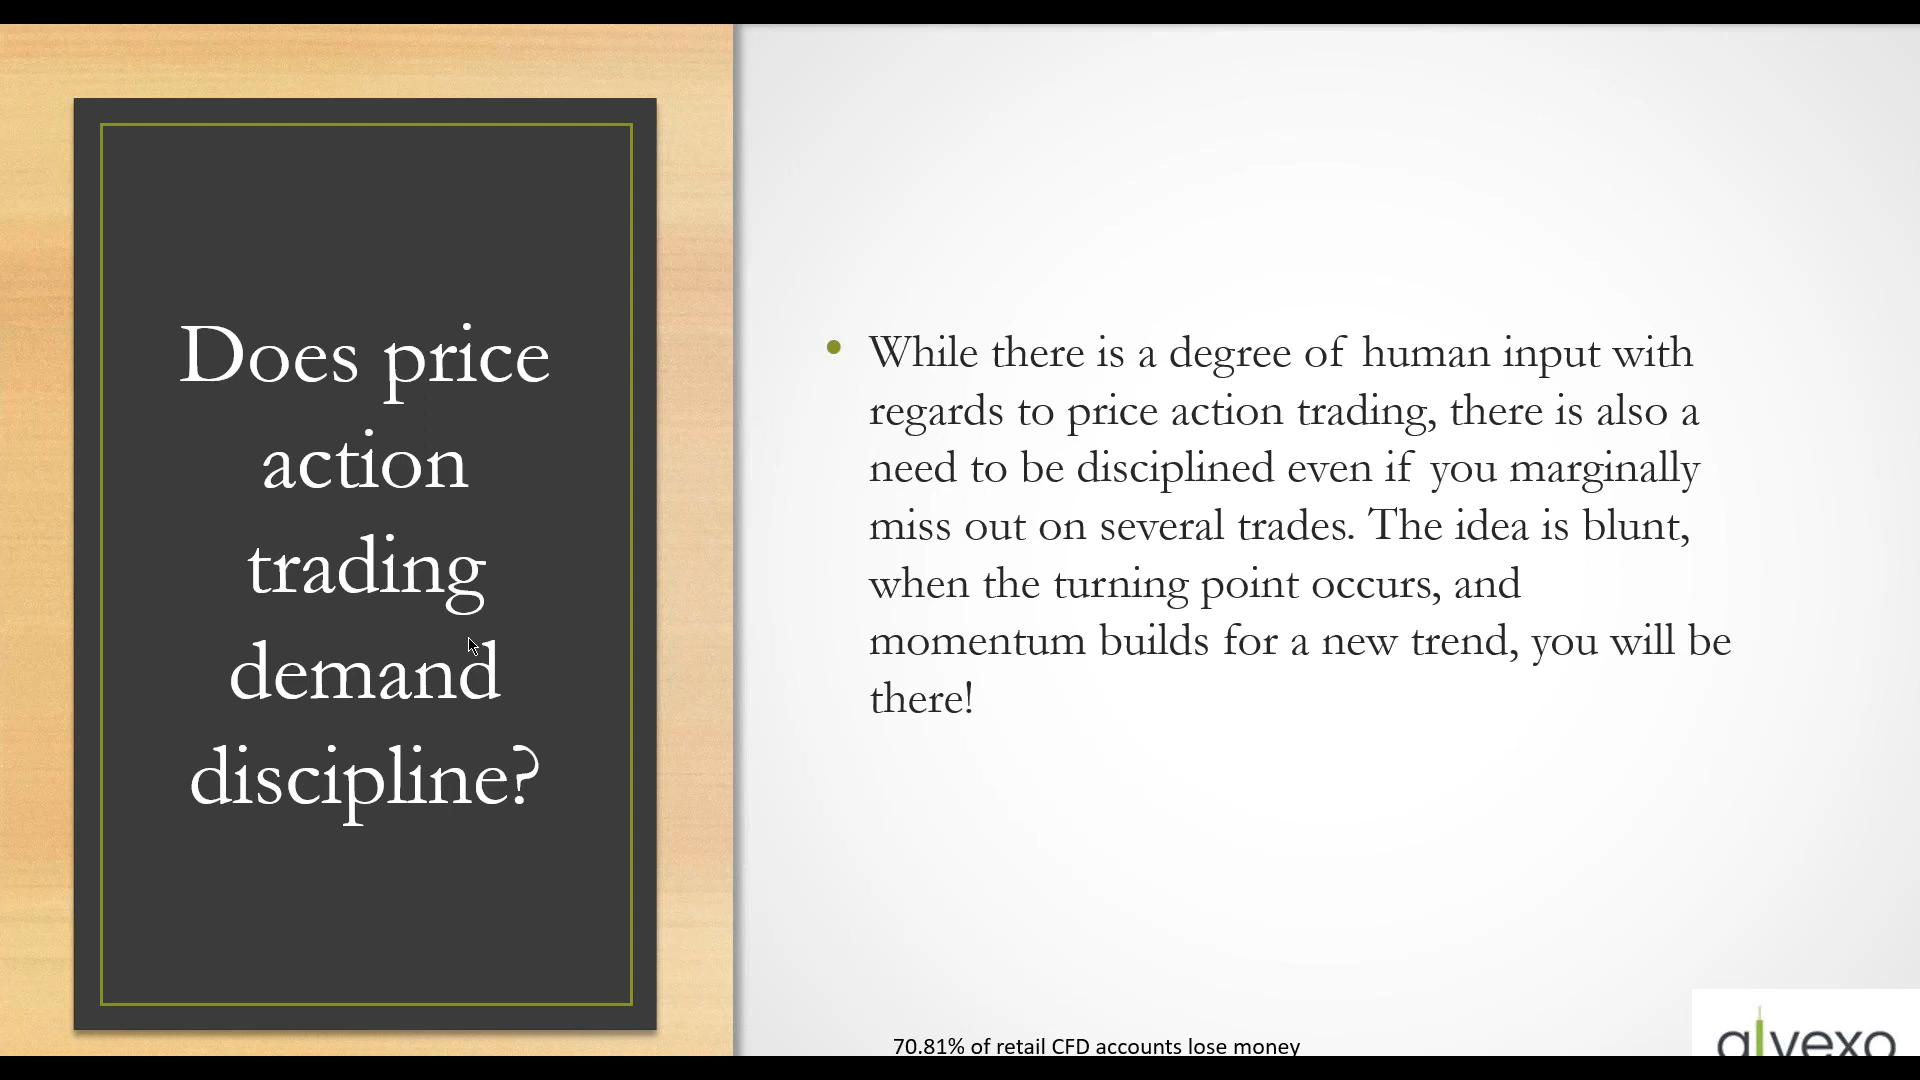 Does price
action
trading
demand
discipline?
• While there is a degree of human input with
regards to price action trading, there is also a
need to be disciplined even if you marginally
miss out on several trades. The idea is blunt,
when the turning point occurs, and
momentum builds for a new trend, you will be
there!
70.81% of retail CFD accounts lose money
alvexo